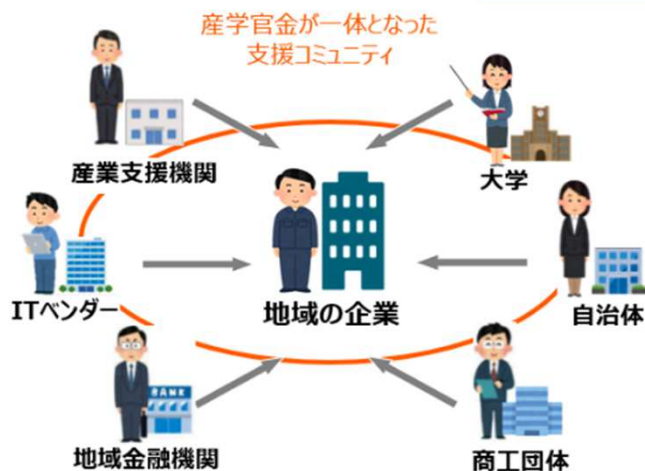 産学官金が一体となった
支援コミュニティ
産業支援機関
大学
ITベンダー
地域の企業
自治体
BANK
地域金融機関
商工団体